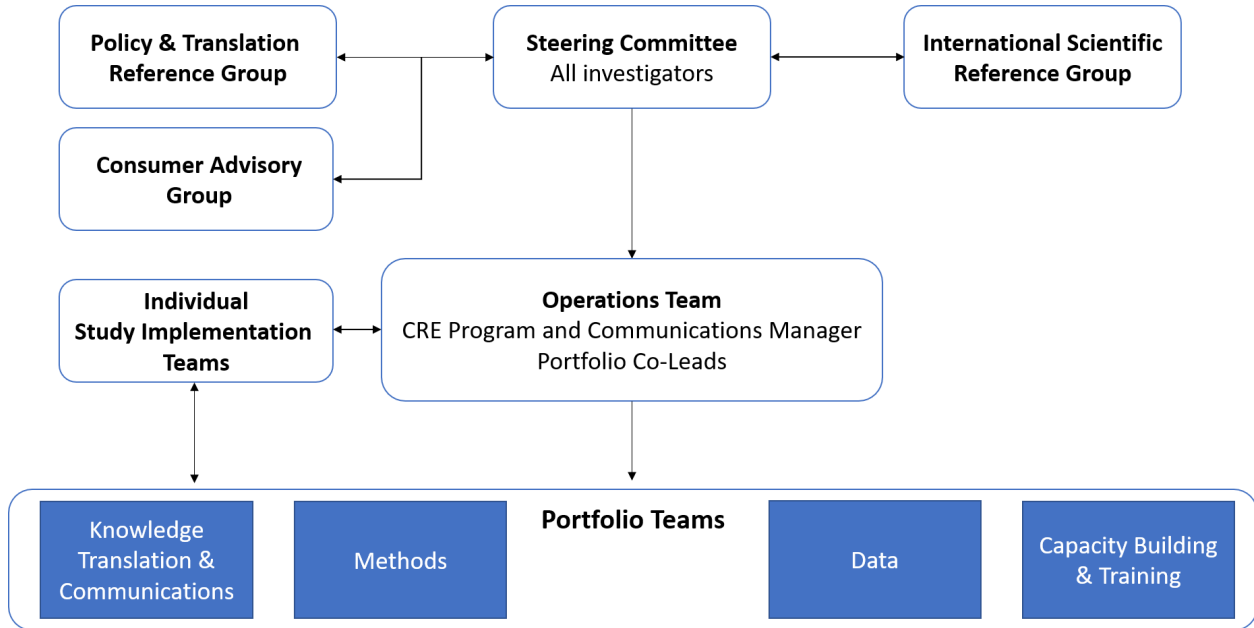 Policy & Translation
Reference Group
Steering Committee
All investigators
International Scientific
Reference Group
Consumer Advisory
Group
Individual
Study Implementation
Teams
Operations Team
CRE Program and Communications Manager
Portfolio Co-Leads
Portfolio Teams
Knowledge
Translation &
Communications
Methods
Data
Capacity Building
& Training